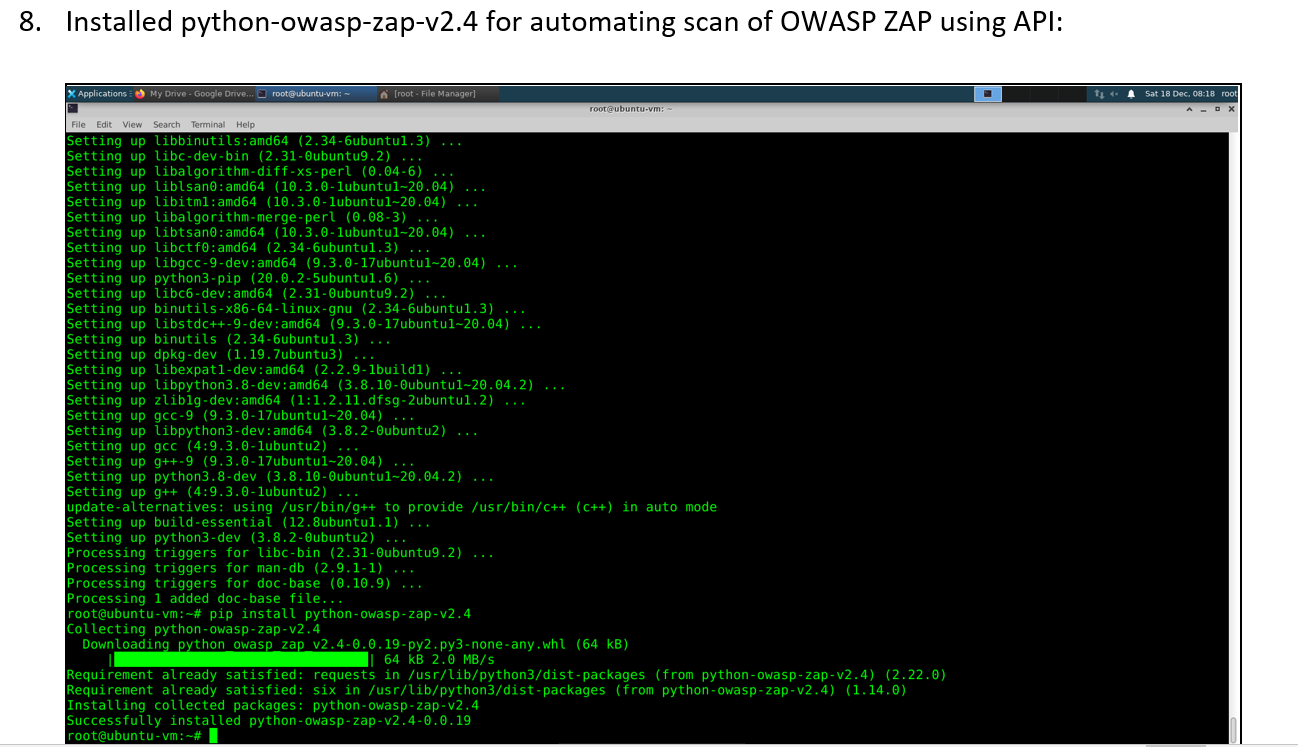 8. Installed python-owasp-zap-v2.4 for automating scan of OWASP ZAP using API:
Applications : My Drive - Google Drive... root@ubuntu-vm: ~ [root - File Manager] Sat 18 Dec, 08:18 root
root@ubuntu-vm: ~
File Edit View Search Terminal Help
Setting up libbinutils:amd64 (2.34-6ubuntu1.3) ...
Setting up libc-dev-bin (2.31-0ubuntu9.2) ...
Setting up libalgorithm-diff-xs-perl (0.04-6) ...
Setting up liblsan0:amd64 (10.3.0-1ubuntu1~20.04) ...
Setting up libitm1:amd64 (10.3.0-1ubuntu1~20.04) ...
Setting up libalgorithm-merge-perl (0.08-3) ...
Setting up libtsan0:amd64 (10.3.0-1ubuntu1~20.04) ...
Setting up libctf0:amd64 (2.34-6ubuntu1.3) ...
Setting up libgcc-9-dev:amd64 (9.3.0-17ubuntu1~20.04) ...
Setting up python3-pip (20.0.2-5ubuntu1.6) ...
Setting up libc6-dev:amd64 (2.31-0ubuntu9.2) ...
Setting up binutils-x86-64-linux-gnu (2.34-6ubuntu1.3) ...
Setting up libstdc++-9-dev:amd64 (9.3.0-17ubuntu1~20.04) ...
Setting up binutils (2.34-6ubuntu1.3) ...
Setting up dpkg-dev (1.19.7ubuntu3) ...
Setting up libexpat1-dev:amd64 (2.2.9-1build1) ...
Setting up libpython3.8-dev:amd64 (3.8.10-0ubuntu1~20.04.2) ...
Setting up zlib1g-dev:amd64 (1:1.2.11.dfsg-2ubuntu1.2) ...
Setting up gcc-9 (9.3.0-17ubuntu1~20.04) ...
Setting up libpython3-dev:amd64 (3.8.2-0ubuntu2) ...
Setting up gcc (4:9.3.0-1ubuntu2) ...
Setting up g++-9 (9.3.0-17ubuntu1~20.04) ...
Setting up python3.8-dev (3.8.10-0ubuntu1~20.04.2) ...
Setting up g++ (4:9.3.0-1ubuntu2) ...
update-alternatives: using /usr/bin/g++ to provide /usr/bin/c++ (c++) in auto mode
Setting up build-essential (12.8ubuntu1.1) ...
Setting up python3-dev (3.8.2-0ubuntu2) ...
Processing triggers for libc-bin (2.31-0ubuntu9.2) ...
Processing triggers for man-db (2.9.1-1) ...
Processing triggers for doc-base (0.10.9) ...
Processing 1 added doc-base file...
root@ubuntu-vm:~# pip install python-owasp-zap-v2.4
Collecting python-owasp-zap-v2.4
Downloading python_owasp_zap_v2.4-0.0.19-py2.py3-none-any.whl (64 kB)
| | 64 kB 2.0 MB/s
Requirement already satisfied: requests in /usr/lib/python3/dist-packages (from python-owasp-zap-v2.4) (2.22.0)
Requirement already satisfied: six in /usr/lib/python3/dist-packages (from python-owasp-zap-v2.4) (1.14.0)
Installing collected packages: python-owasp-zap-v2.4
Successfully installed python-owasp-zap-v2.4-0.0.19
root@ubuntu-vm:~#